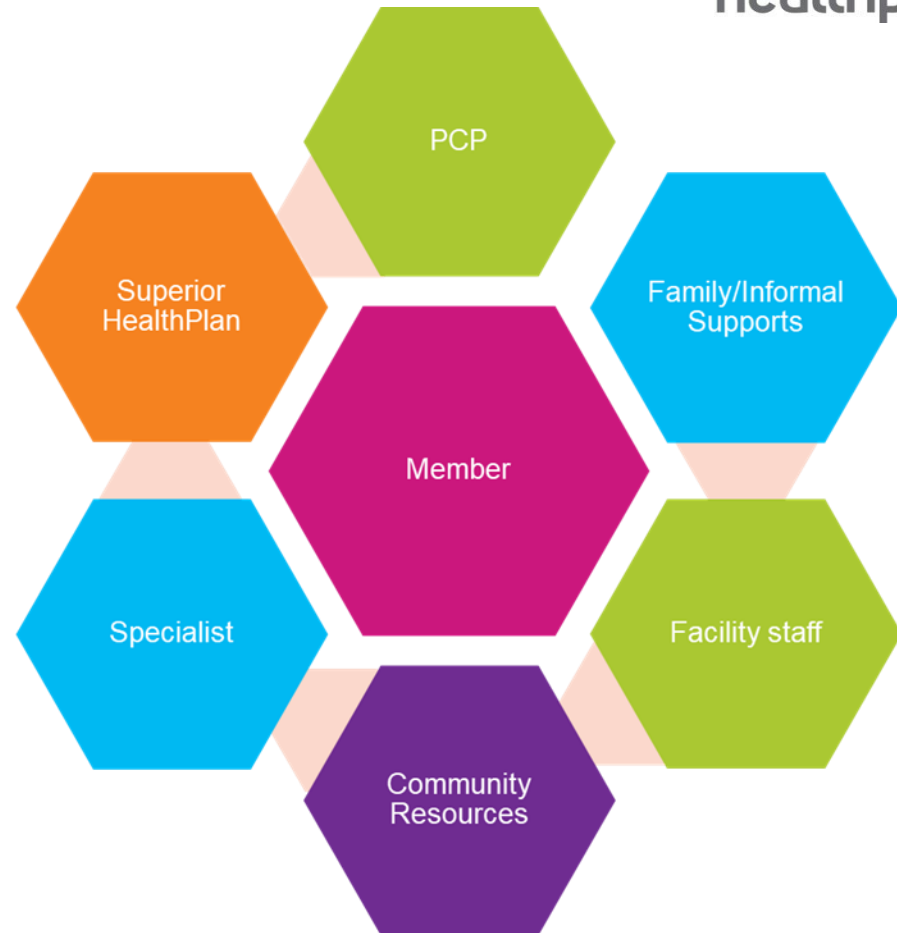 PCP
Superior
HealthPlan
Family/Informal
Supports
Member
Specialist
Facility staff
Community
Resources